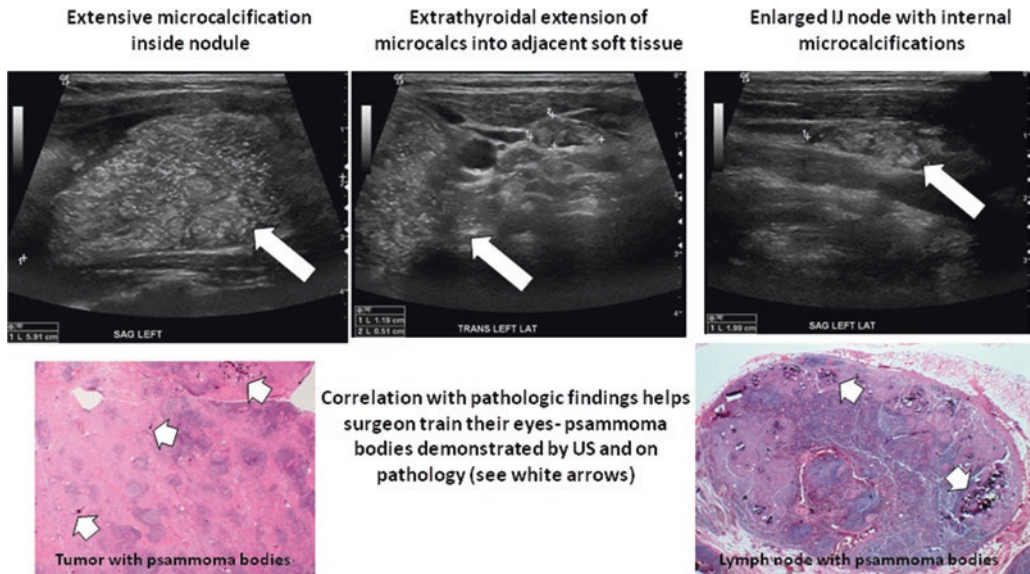 Extensive microcalcification
inside nodule
Extrathyroidal extension of
microcalcs into adjacent soft tissue
Enlarged IJ node with internal
microcalcifications
1 L 5.91 cm
SAG LEFT
1 L 1.19 cm
2 L 0.51 cm
TRANS LEFT LAT
1 L 1.99 cm
SAG LEFT LAT
Tumor with psammoma bodies
Correlation with pathologic findings helps
surgeon train their eyes- psammoma
bodies demonstrated by US and on
pathology (see white arrows)
Lymph node with psammoma bodies